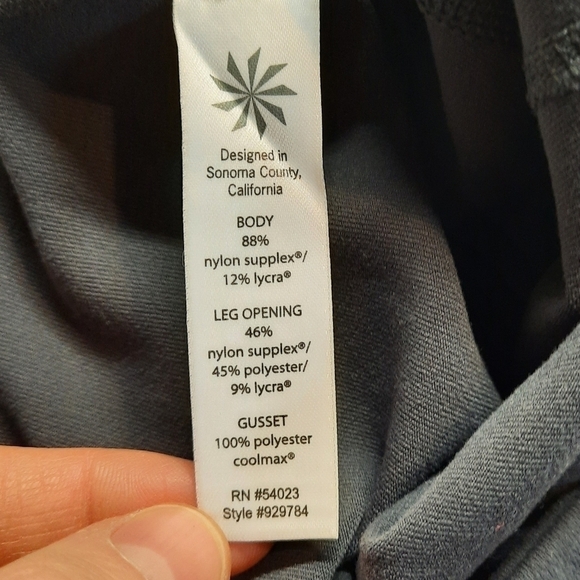 Designed in
Sonoma County,
California
BODY
88%
nylon supplex®/
12% lycra®
LEG OPENING
46%
nylon supplex®/
45% polyester/
9% lycra®
GUSSET
100% polyester
coolmax®
RN #54023
Style #929784